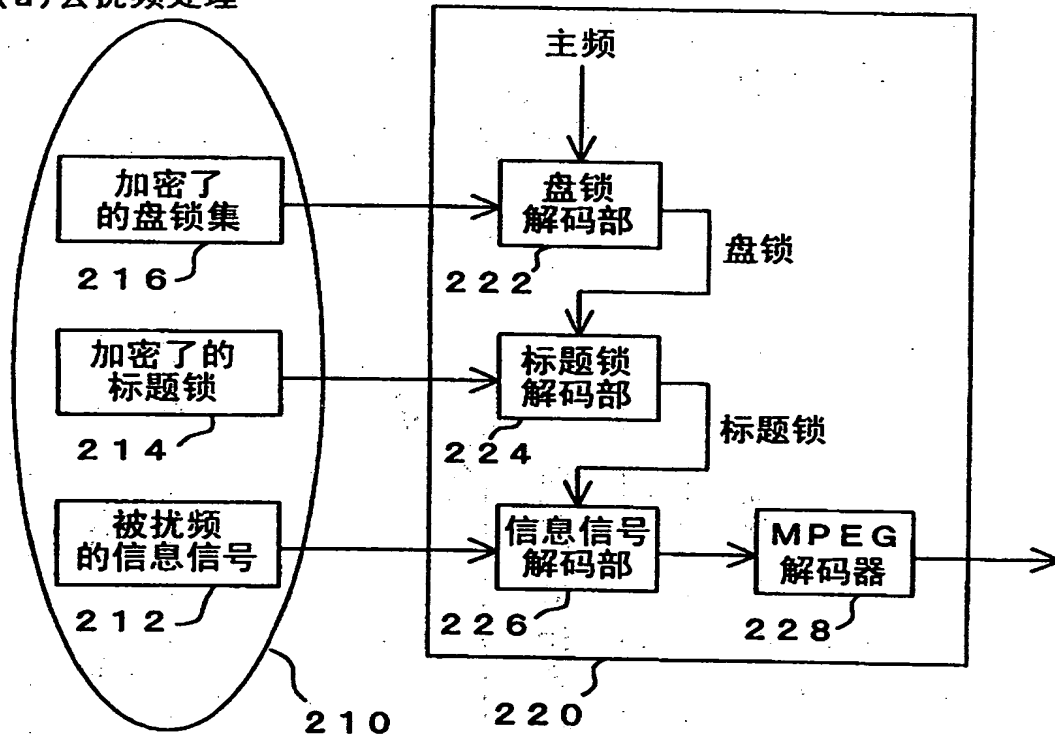 扰频处理
主频
加密了
的盘锁集
216
盘锁
解码部
222
盘锁
加密了的
标题锁
214
标题锁
解码部
224
标题锁
被扰频
的信息信号
212
信息信号
解码部
226
MPEG
解码器
228
210
220